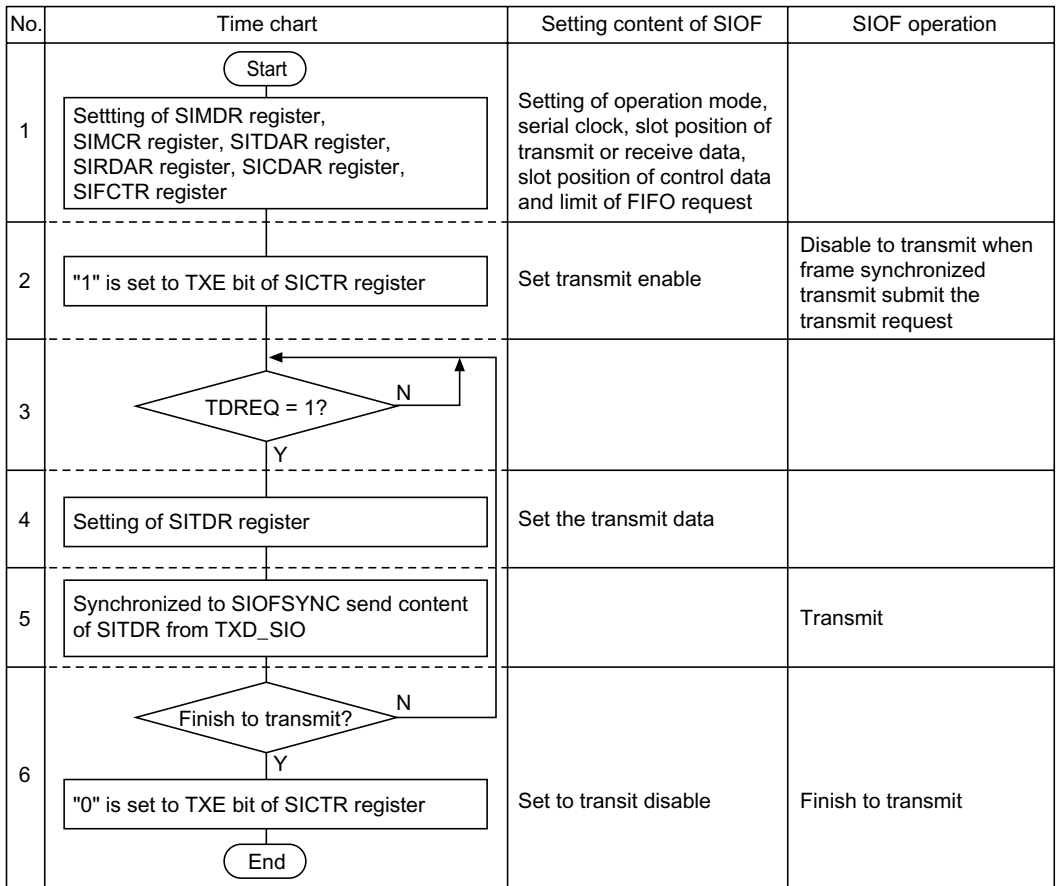 No.
Time chart
Setting content of SIOF
SIOF operation
1
Start
Settting of SIMDR register,
SIMCR register, SITDAR register,
SIRDAR register, SICDAR register,
SIFCTR register
Setting of operation mode,
serial clock, slot position of
transmit or receive data,
slot position of control data
and limit of FIFO request
2
"1" is set to TXE bit of SICTR register
Set transmit enable
Disable to transmit when
frame synchronized
transmit submit the
transmit request
3
TDREQ = 1?
N
Y
4
Setting of SITDR register
Set the transmit data
5
Synchronized to SIOFSYNC send content
of SITDR from TXD_SIO
Transmit
6
Finish to transmit?
N
Y
"0" is set to TXE bit of SICTR register
Set to transit disable
Finish to transmit
End